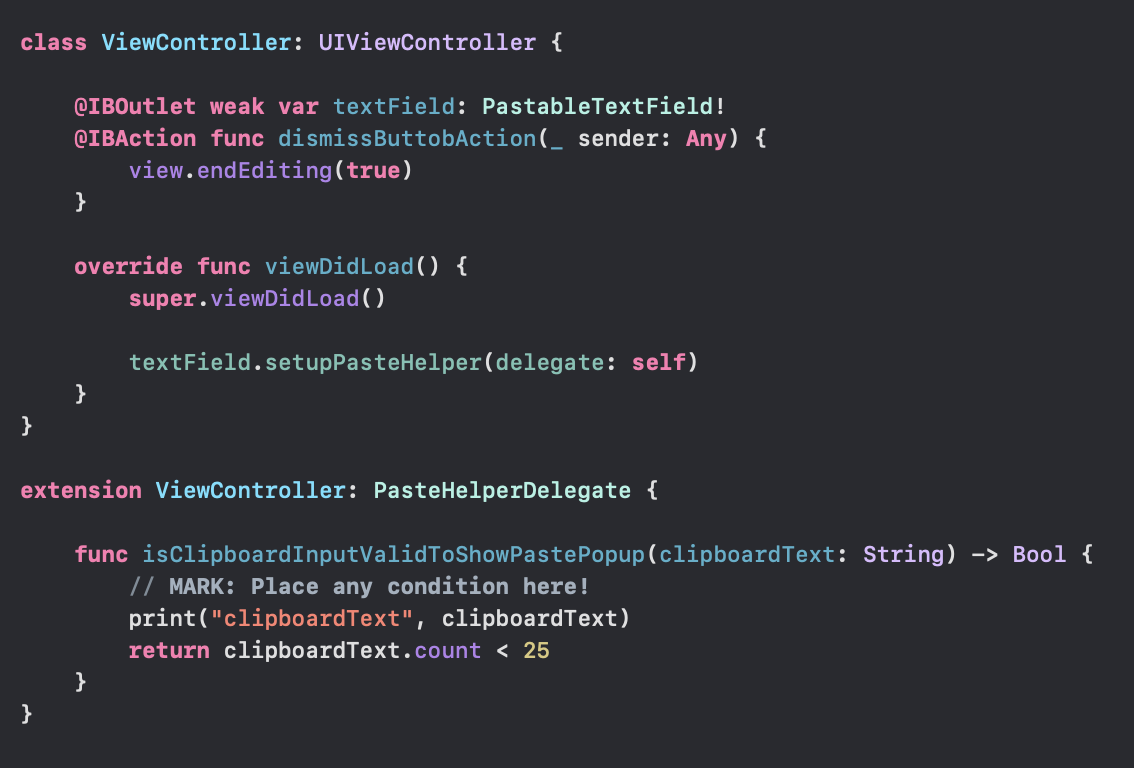 class ViewController: UIViewController {
@IBOutlet weak var textField: PastableTextField!
@IBAction func dismissButtobAction(_ sender: Any) {
view.endEditing(true)
}
override func viewDidLoad() {
super.viewDidLoad()
textField.setupPasteHelper(delegate: self)
}
}
extension ViewController: PasteHelperDelegate {
func isClipboardInputValidToShowPastePopup(clipboardText: String) -> Bool {
// MARK: Place any condition here!
print("clipboardText", clipboardText)
return clipboardText.count < 25
}
}